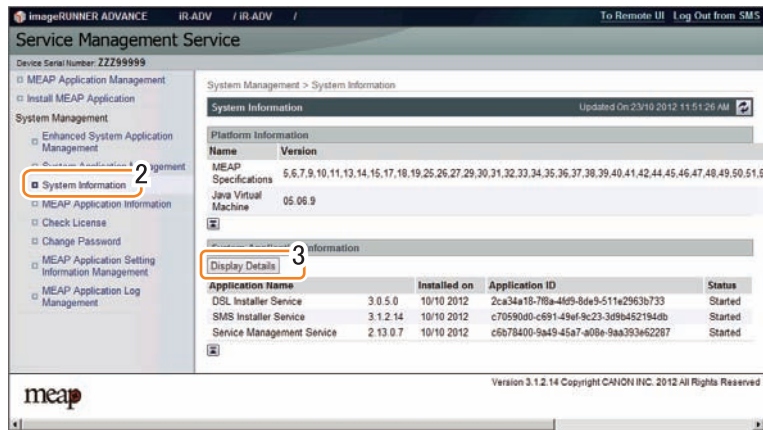 imageRUNNER ADVANCE iR-ADV / iR-ADV / To Remote UI Log Out from SMS
Service Management Service
Device Serial Number: ZZZ99999
MEAP Application Management
Install MEAP Application
System Management
Enhanced System Application
Management
System Application Management
2
System Information
MEAP Application Information
Check License
Change Password
MEAP Application Setting
Information Management
MEAP Application Log
Management
System Management > System Information
System Information Updated On:23/10 2012 11:51:26 AM
Platform Information
Name Version
MEAP
Specifications 5,6,7,9,10,11,13,14,15,17,18,19,25,26,27,29,30,31,32,33,34,35,36,37,38,39,40,41,42,44,45,46,47,48,49,50,51,5
Java Virtual
Machine 05.06.9
System Application Information
3
Display Details
Application Name Installed on Application ID Status
DSL Installer Service 3.0.5.0 10/10 2012 2ca34a18-7f8a-4fd9-8de9-511e2963b733 Started
SMS Installer Service 3.1.2.14 10/10 2012 c70590d0-c691-49ef-9c23-3d9b452194db Started
Service Management Service 2.13.0.7 10/10 2012 c6b78400-9a49-45a7-a08e-9aa393e62287 Started
meap
Version 3.1.2.14 Copyright CANON INC. 2012 All Rights Reserved